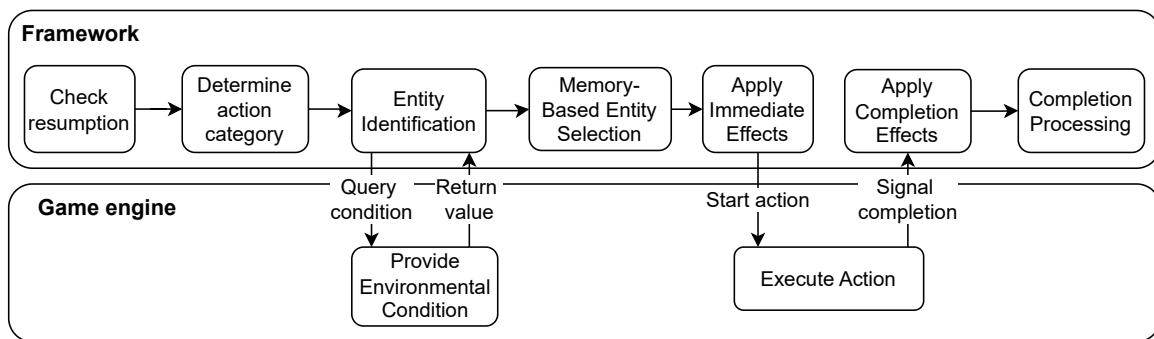 Framework
Check
resumption
Determine
action
category
Entity
Identification
Memory-
Based Entity
Selection
Apply
Immediate
Effects
Apply
Completion
Effects
Completion
Processing
Query
condition
Return
value
Start action
Signal
completion
Game engine
Provide
Environmental
Condition
Execute Action